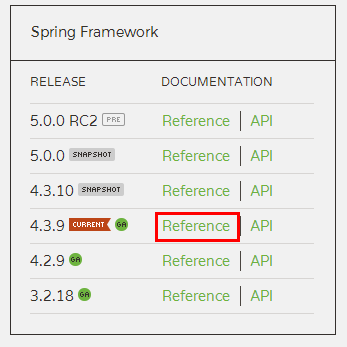 Spring Framework
RELEASE DOCUMENTATION
5.0.0 RC2 PRE Reference | API
5.0.0 SNAPSHOT Reference | API
4.3.10 SNAPSHOT Reference | API
4.3.9 CURRENT GA Reference | API
4.2.9 GA Reference | API
3.2.18 GA Reference | API